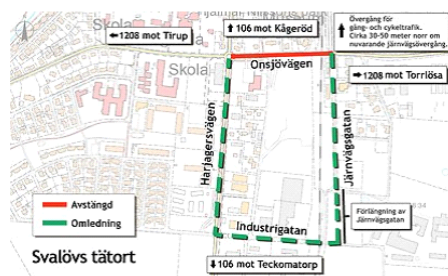 Skola
← 1208 mot Tirup
↑ 106 mot Kågeröd
Övergång för
gång- och cykeltrafik.
Cirka 30-50 meter norr om
nuvarande järnvägsövergång.
Onsjövägen
Skola
→ 1208 mot Torrlösa
Harjagersvägen
Järnvägsgatan
Avstängd
Omledning
Industrigatan
Förlängning av
Järnvägsgatan
Svalövs tätort
↓ 106 mot Teckomatorp